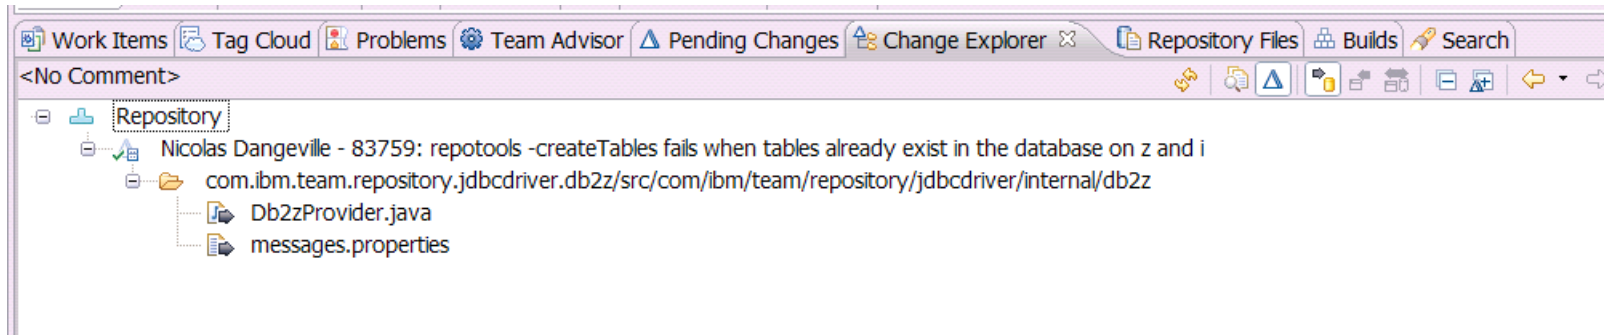 Work Items Tag Cloud Problems Team Advisor Pending Changes Change Explorer Repository Files Builds Search
<No Comment>
Repository
Nicolas Dangeville - 83759: repotools -createTables fails when tables already exist in the database on z and i
com.ibm.team.repository.jdbcdriver.db2z/src/com/ibm/team/repository/jdbcdriver/internal/db2z
Db2zProvider.java
messages.properties